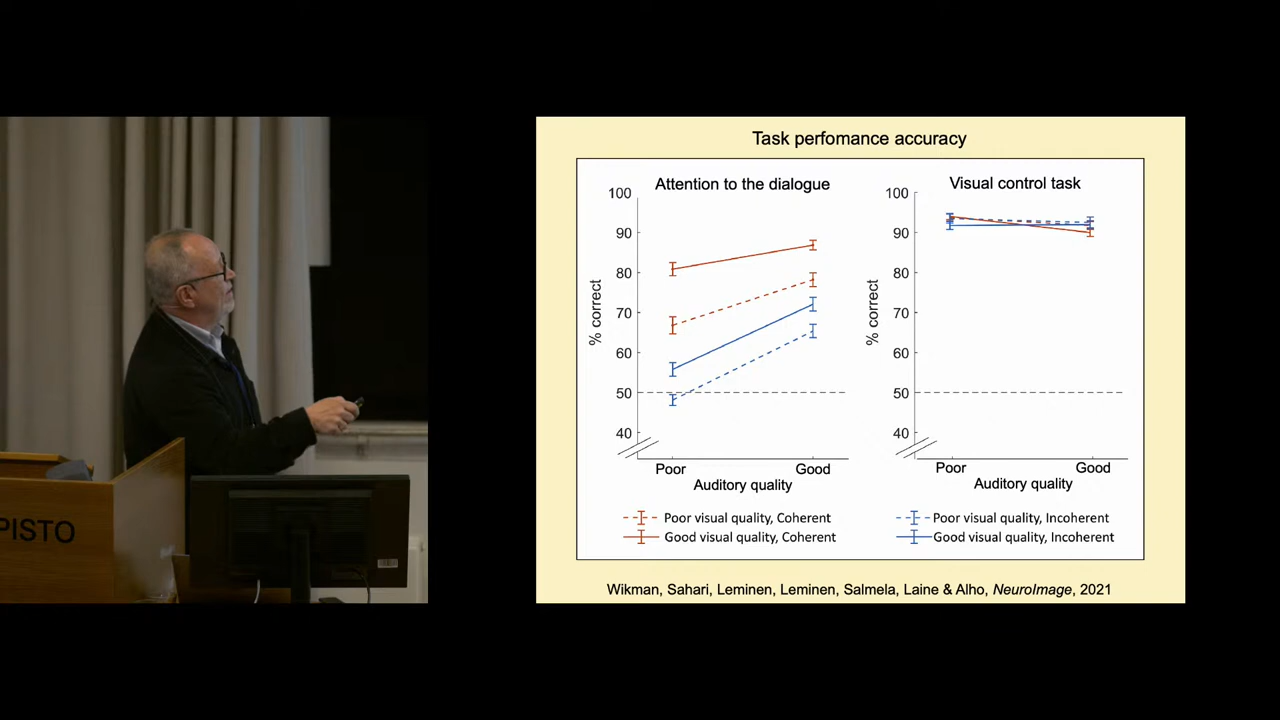 Task perfomance accuracy
Attention to the dialogue
100
90
80
70
60
50
40
% correct
Poor
Good
Auditory quality
Visual control task
100
90
80
70
60
50
40
% correct
Poor
Good
Auditory quality
Poor visual quality, Coherent
Good visual quality, Coherent
Poor visual quality, Incoherent
Good visual quality, Incoherent
Wikman, Sahari, Leminen, Leminen, Salmela, Laine & Alho, NeuroImage, 2021
PISTO